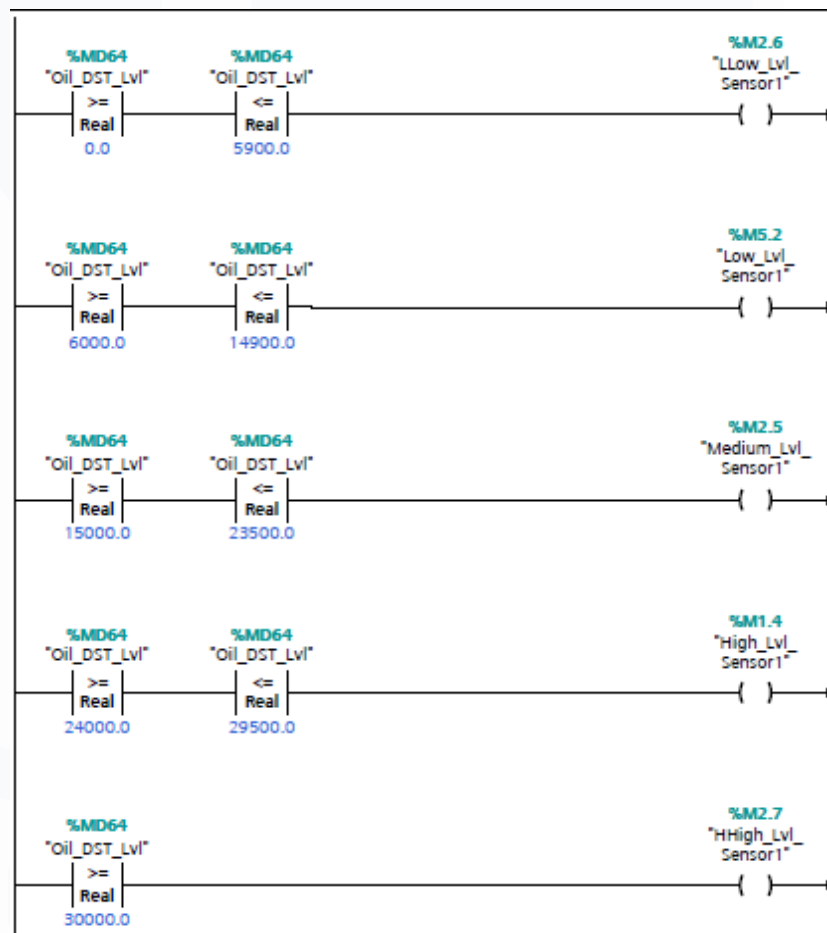 %MD64 %MD64 %M2.6
"Oil_DST_Lvl" "Oil_DST_Lvl" "LLow_Lvl_
Sensor1"
>= <=
Real Real
0.0 5900.0
%MD64 %MD64 %M5.2
"Oil_DST_Lvl" "Oil_DST_Lvl" "Low_Lvl_
Sensor1"
>= <=
Real Real
6000.0 14900.0
%MD64 %MD64 %M2.5
"Oil_DST_Lvl" "Oil_DST_Lvl" "Medium_Lvl_
Sensor1"
>= <=
Real Real
15000.0 23500.0
%MD64 %MD64 %M1.4
"Oil_DST_Lvl" "Oil_DST_Lvl" "High_Lvl_
Sensor1"
>= <=
Real Real
24000.0 29500.0
%MD64 %M2.7
"Oil_DST_Lvl" "HHigh_Lvl_
Sensor1"
>=
Real
30000.0